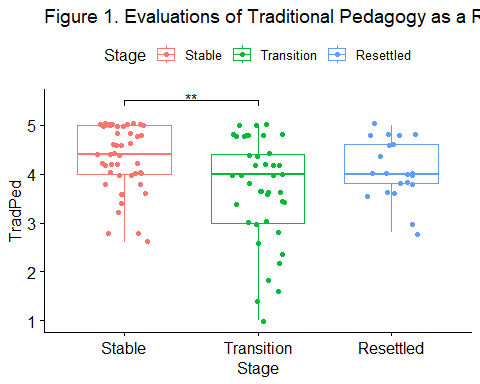 Figure 1. Evaluations of Traditional Pedagogy as a R
Stage Stable Transition Resettled
**
5
4
3
2
1
TradPed
Stable Transition Resettled
Stage